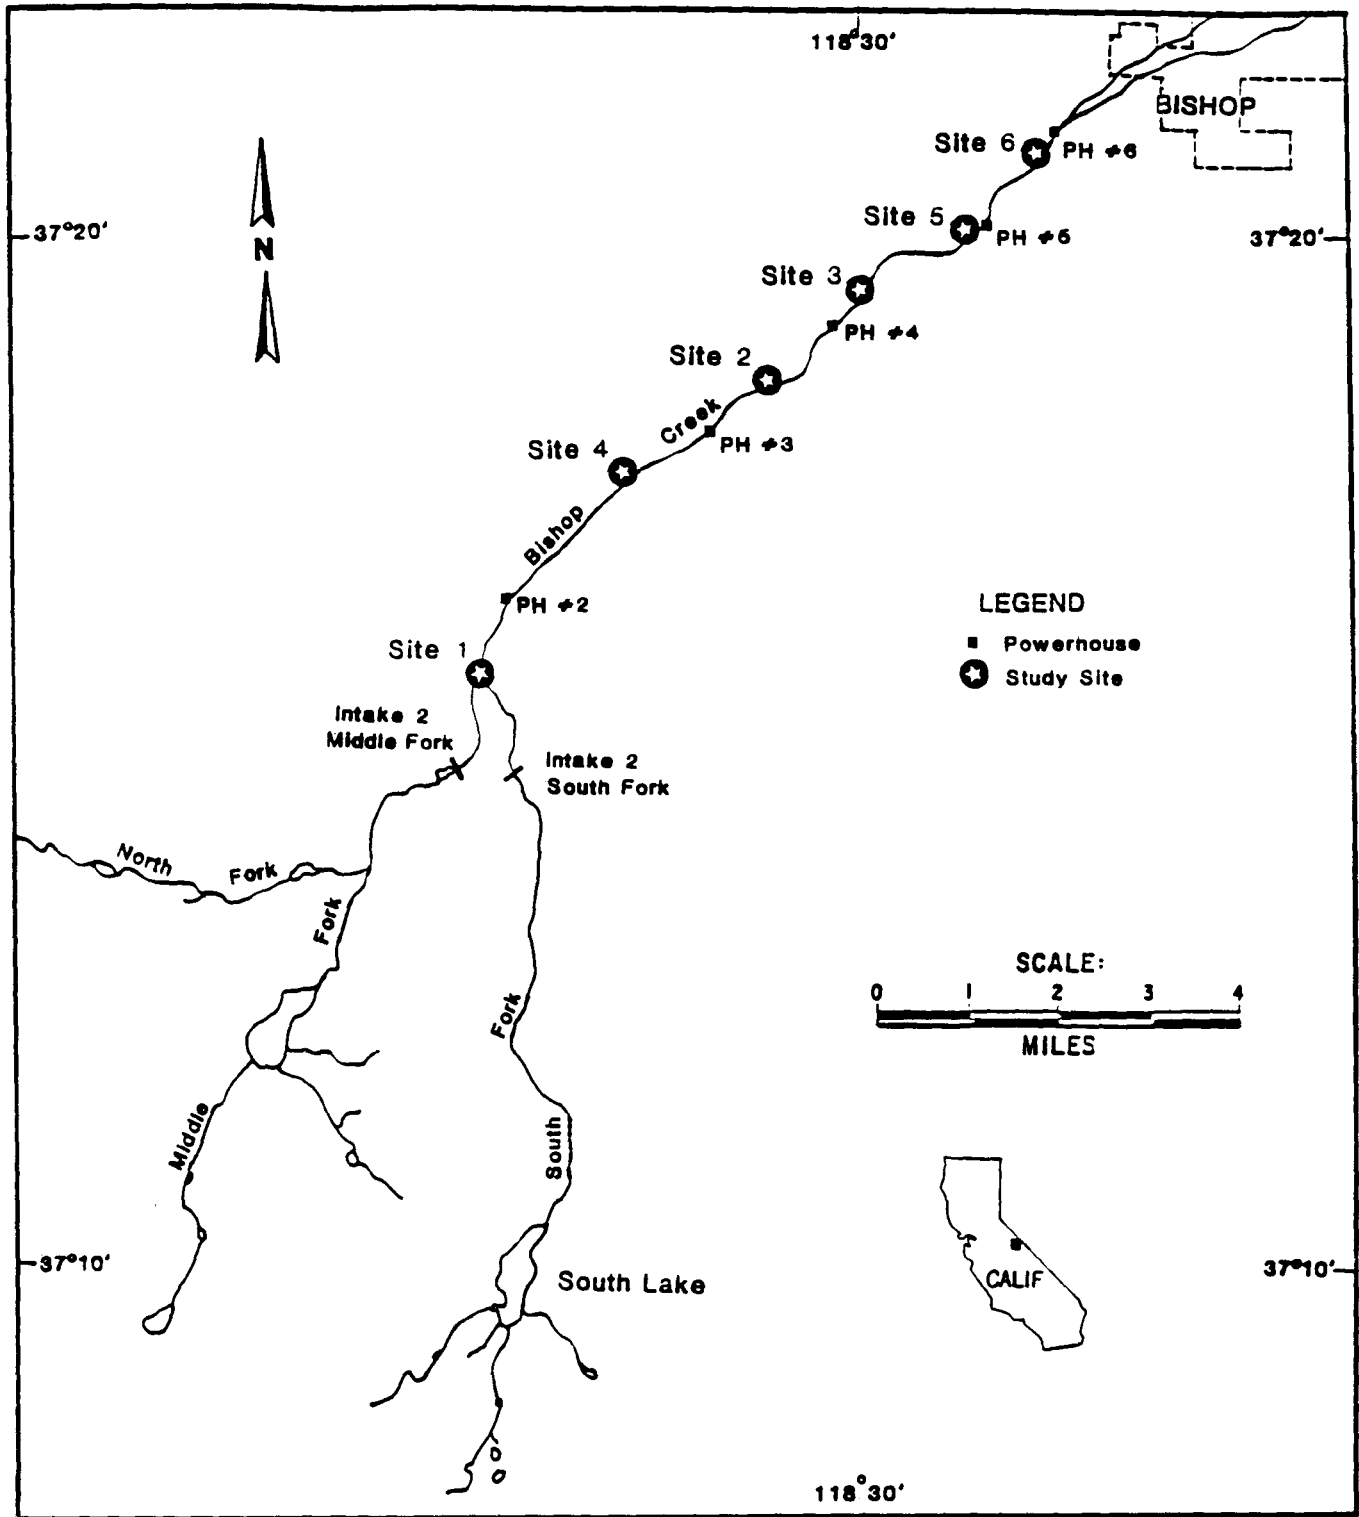 118°30'
BISHOP
Site 6
PH #6
Site 5
37°20'
37°20'
PH #5
N
Site 3
PH #4
Site 2
Creek
PH #3
Site 4
Bishop
PH #2
LEGEND
Powerhouse
Study Site
Site 1
Intake 2
Middle Fork
Intake 2
South Fork
North Fork
Fork
SCALE:
0 1 2 3 4
MILES
Fork
Middle
South
CALIF
37°10'
37°10'
South Lake
118°30'